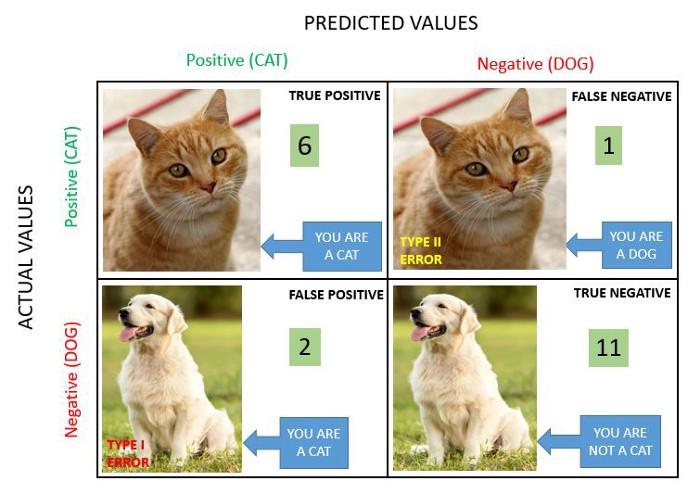 PREDICTED VALUES
Positive (CAT)
Negative (DOG)
ACTUAL VALUES
Positive (CAT)
TRUE POSITIVE
6
YOU ARE
A CAT
FALSE NEGATIVE
1
TYPE II
ERROR
YOU ARE
A DOG
Negative (DOG)
FALSE POSITIVE
2
TYPE I
ERROR
YOU ARE
A CAT
TRUE NEGATIVE
11
YOU ARE
NOT A CAT